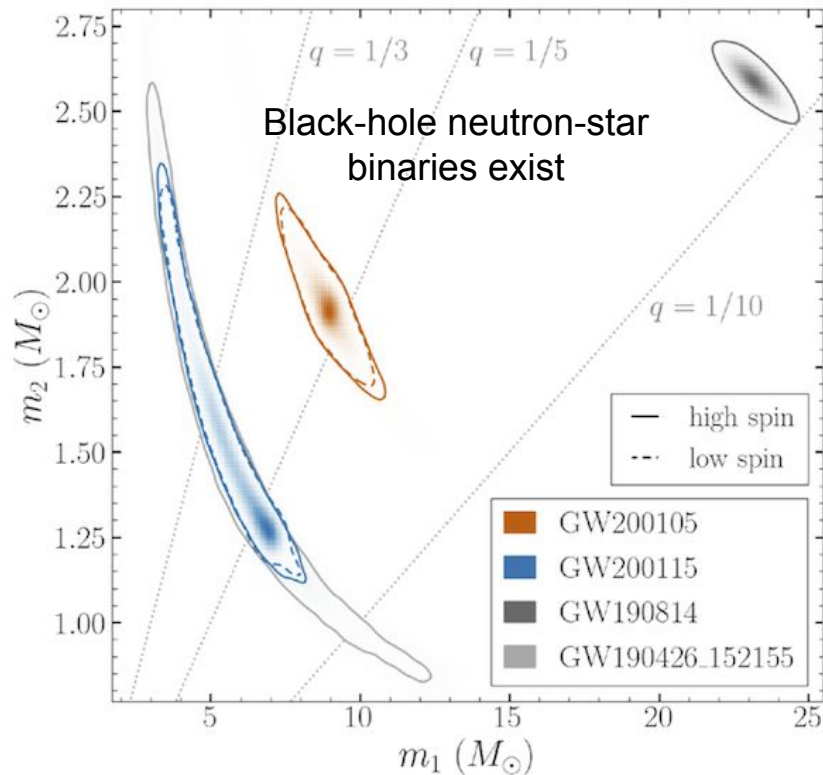 2.75
2.50
2.25
2.00
1.75
1.50
1.25
1.00
m₂ (M⊙)
q = 1/3
q = 1/5
Black-hole neutron-star
binaries exist
q = 1/10
high spin
low spin
GW200105
GW200115
GW190814
GW190426_152155
5 10 15 20 25
m₁ (M⊙)